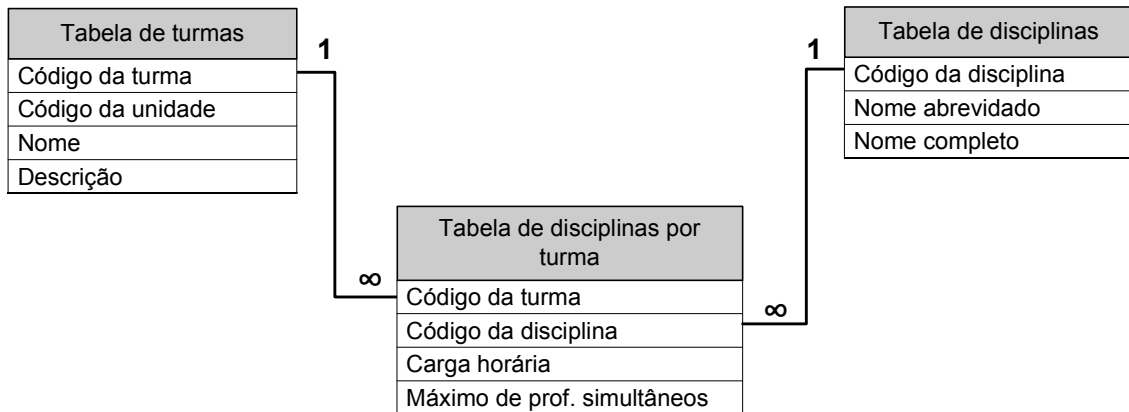 Tabela de turmas
Código da turma
Código da unidade
Nome
Descrição
1
1
Tabela de disciplinas
Código da disciplina
Nome abrevidado
Nome completo
Tabela de disciplinas por
turma
Código da turma
Código da disciplina
Carga horária
Máximo de prof. simultâneos
∞
∞